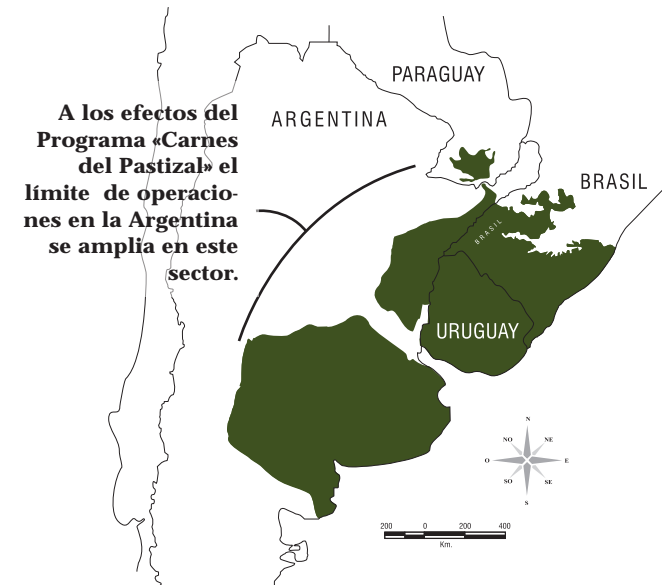 PARAGUAY
A los efectos del
Programa «Carnes
del Pastizal» el
límite de operacio-
nes en la Argentina
se amplia en este
sector.
ARGENTINA
BRASIL
BRASIL
URUGUAY
N
NO NE
O E
SO SE
S
200 0 200 400
Km.